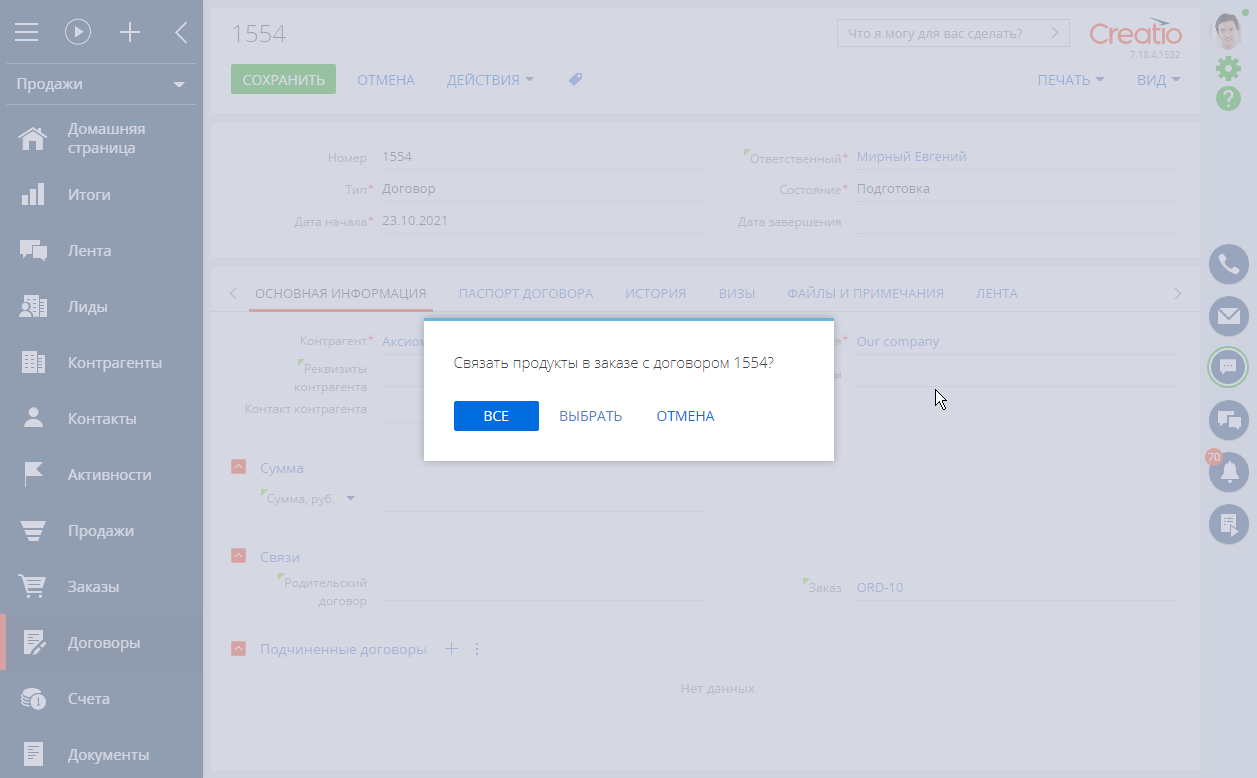 Продажи
Домашняя
страница
Итоги
Лента
Лиды
Контрагенты
Контакты
Активности
Продажи
Заказы
Договоры
Счета
1
Документы
1554
Что я могу для вас сделать?
Creatio
7.18.4.1532
СОХРАНИТЬ
ОТМЕНА
ДЕЙСТВИЯ
ПЕЧАТЬ
ВИД
?
Номер 1554
Ответственный* Мирный Евгений
Тип* Договор
Состояние* Подготовка
Дата начала* 23.10.2021
Дата завершения
ОСНОВНАЯ ИНФОРМАЦИЯ
ПАСПОРТ ДОГОВОРА
ИСТОРИЯ
ВИЗЫ
ФАЙЛЫ И ПРИМЕЧАНИЯ
ЛЕНТА
Контрагент*
Our company
Реквизиты
контрагента
Контакт контрагента
Связать продукты в заказе с договором 1554?
ВСЕ
ВЫБРАТЬ
ОТМЕНА
Сумма
Сумма, руб.
Связи
Родительский
договор
Заказ ORD-10
Подчиненные договоры
Нет данных
70